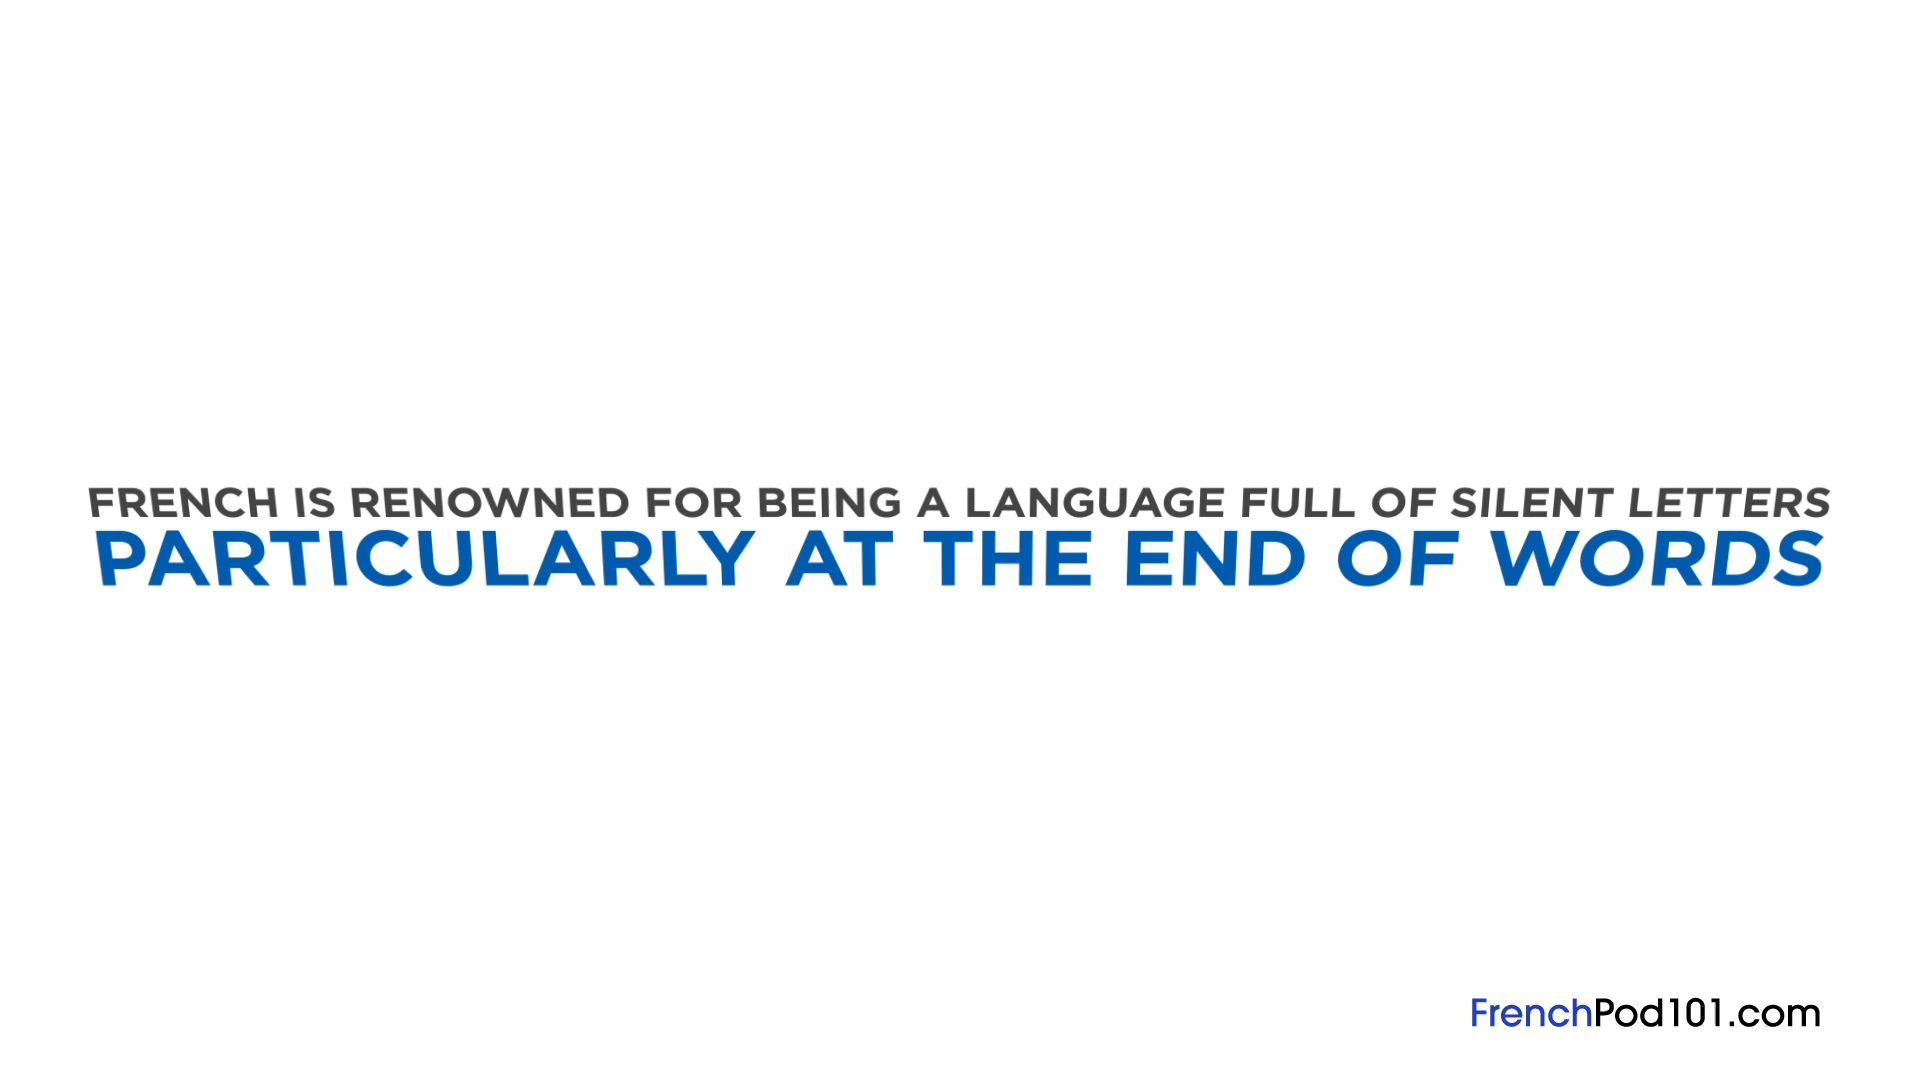 FRENCH IS RENOWNED FOR BEING A LANGUAGE FULL OF SILENT LETTERS
PARTICULARLY AT THE END OF WORDS
FrenchPod101.com